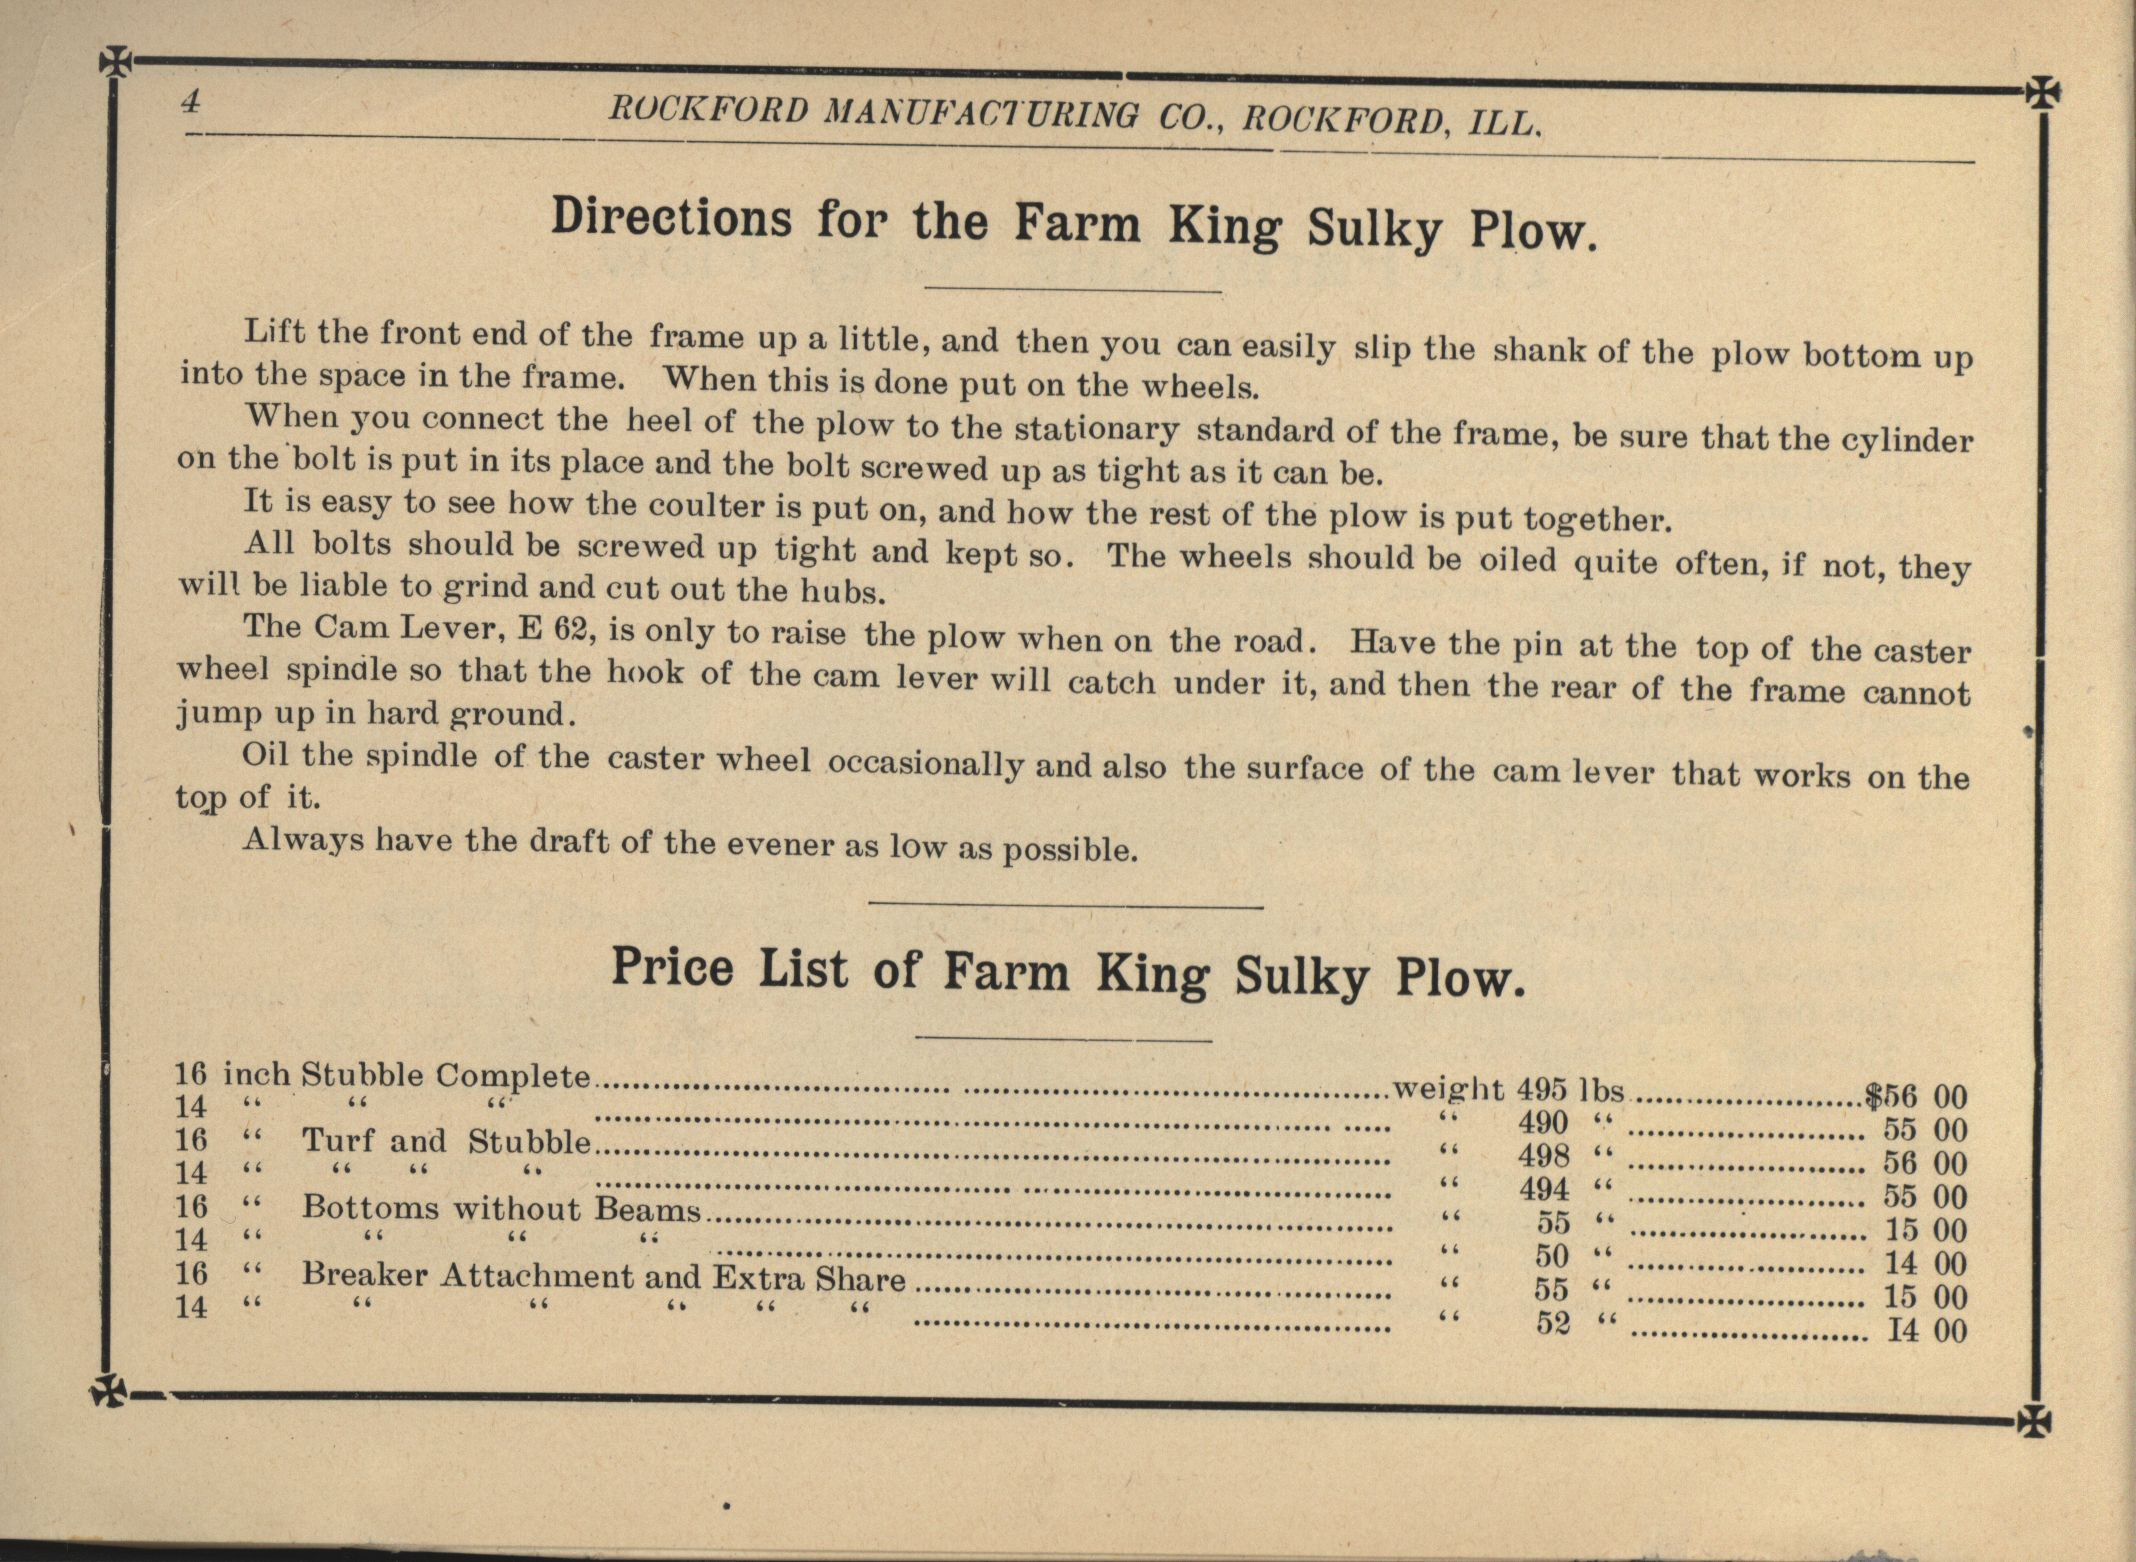 4
ROCKFORD MANUFACTURING CO., ROCKFORD, ILL.
Directions for the Farm King Sulky Plow.
Lift the front end of the frame up a little, and then you can easily slip the shank of the plow bottom up
into the space in the frame. When this is done put on the wheels.
When you connect the heel of the plow to the stationary standard of the frame, be sure that the cylinder
on the bolt is put in its place and the bolt screwed up as tight as it can be.
It is easy to see how the coulter is put on, and how the rest of the plow is put together.
All bolts should be screwed up tight and kept so. The wheels should be oiled quite often, if not, they
will be liable to grind and cut out the hubs.
The Cam Lever, E 62, is only to raise the plow when on the road. Have the pin at the top of the caster
wheel spindle so that the hook of the cam lever will catch under it, and then the rear of the frame cannot
jump up in hard ground.
Oil the spindle of the caster wheel occasionally and also the surface of the cam lever that works on the
top of it.
Always have the draft of the evener as low as possible.
Price List of Farm King Sulky Plow.
16 inch Stubble Complete........................weight 495 lbs........................$56 00
14 “ “ “ ........................ “ 490 “ ........................ 55 00
16 “ Turf and Stubble........................ “ 498 “ ........................ 56 00
14 “ “ “ “ ........................ “ 494 “ ........................ 55 00
16 “ Bottoms without Beams........................ “ 55 “ ........................ 15 00
14 “ “ “ “ ........................ “ 50 “ ........................ 14 00
16 “ Breaker Attachment and Extra Share ........................ “ 55 “ ........................ 15 00
14 “ “ “ “ “ “ ........................ “ 52 “ ........................ 14 00